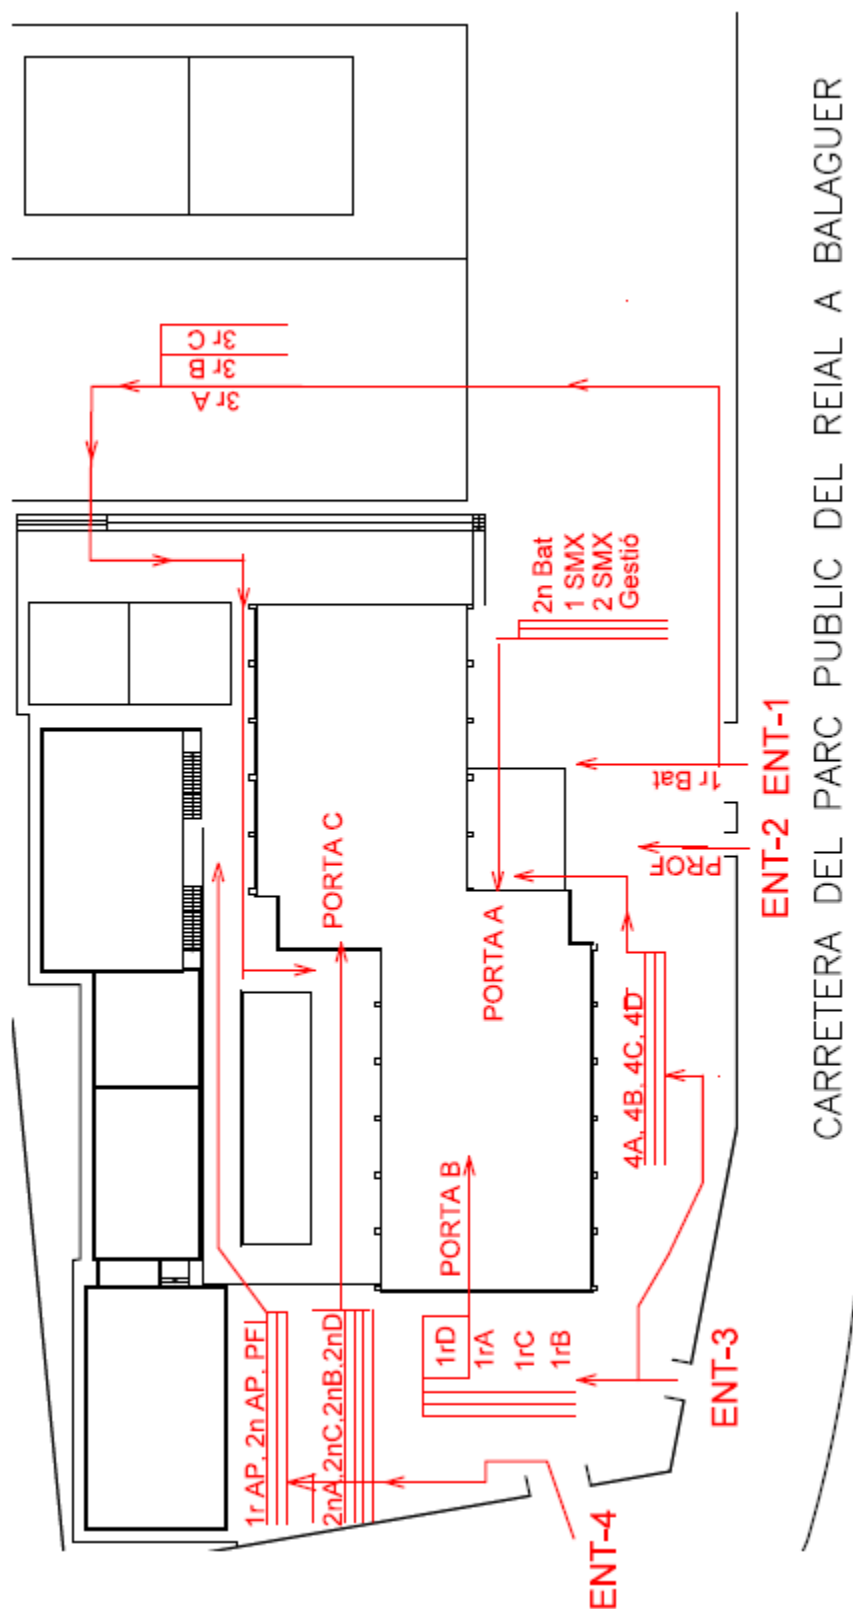 3r C
3r B
3r A
2n Bat
1 SMX
2 SMX
Gestió
1r Bat
ENT-1
PROF
ENT-2
PORTA C
PORTA A
4A, 4B, 4C, 4D
PORTA B
1rD
1rA
1rC
1rB
1r AP, 2n AP, PFI
2nA,2nC,2nB,2nD
ENT-3
ENT-4
CARRETERA DEL PARC PUBLIC DEL REIAL A BALAGUER